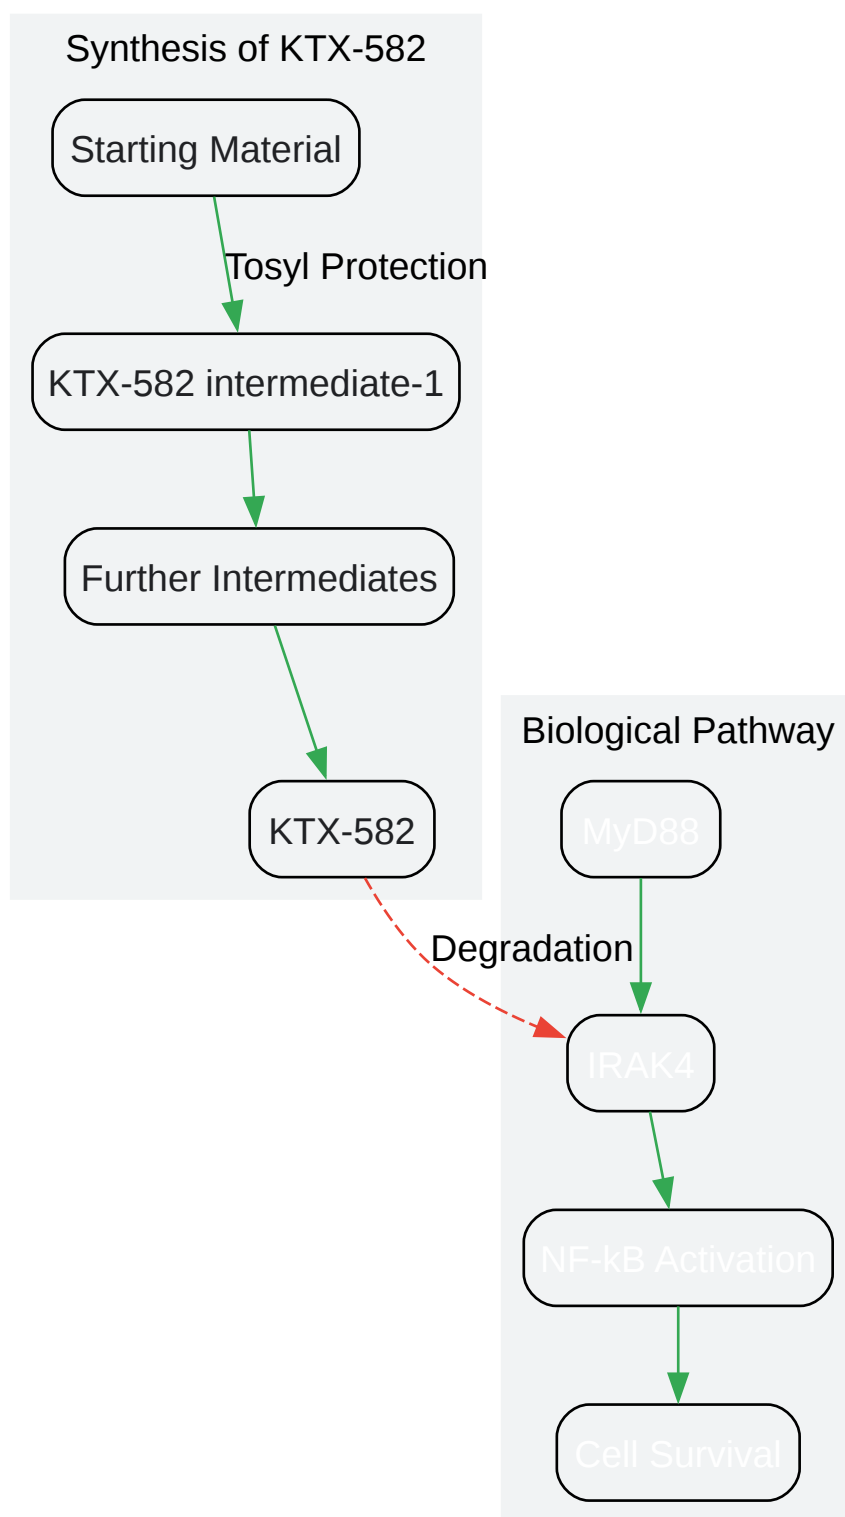 Synthesis of KTX-582
Starting Material
Tosyl Protection
KTX-582 intermediate-1
Further Intermediates
KTX-582
Biological Pathway
MyD88
Degradation
IRAK4
NF-kB Activation
Cell Survival